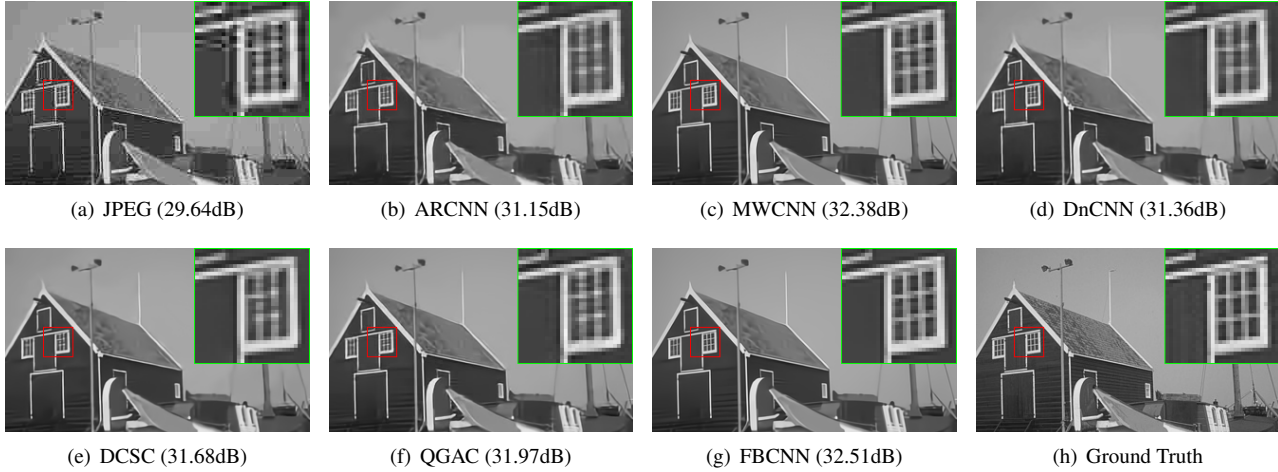 (a) JPEG (29.64dB)
(b) ARCNN (31.15dB)
(c) MWCNN (32.38dB)
(d) DnCNN (31.36dB)
(e) DCSC (31.68dB)
(f) QGAC (31.97dB)
(g) FBCNN (32.51dB)
(h) Ground Truth